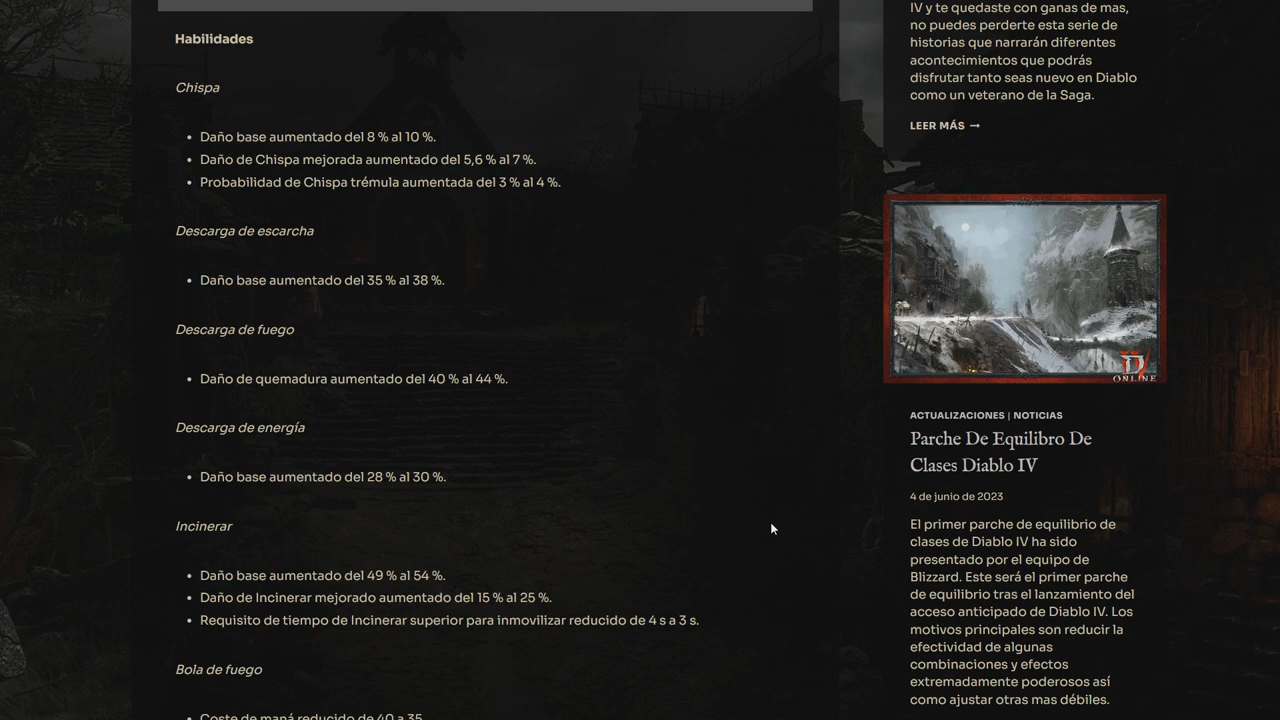 Habilidades
Chispa
• Daño base aumentado del 8 % al 10 %.
• Daño de Chispa mejorada aumentado del 5,6 % al 7 %.
• Probabilidad de Chispa trémula aumentada del 3 % al 4 %.
Descarga de escarcha
• Daño base aumentado del 35 % al 38 %.
Descarga de fuego
• Daño de quemadura aumentado del 40 % al 44 %.
Descarga de energía
• Daño base aumentado del 28 % al 30 %.
Incinerar
• Daño base aumentado del 49 % al 54 %.
• Daño de Incinerar mejorado aumentado del 15 % al 25 %.
• Requisito de tiempo de Incinerar superior para inmovilizar reducido de 4 s a 3 s.
Bola de fuego
• Coste de maná reducido de 40 a 35
IV y te quedaste con ganas de mas,
no puedes perderte esta serie de
historias que narrarán diferentes
acontecimientos que podrás
disfrutar tanto seas nuevo en Diablo
como un veterano de la Saga.
LEER MÁS →
D IV
ONLINE
ACTUALIZACIONES | NOTICIAS
Parche De Equilibro De
Clases Diablo IV
4 de junio de 2023
El primer parche de equilibrio de
clases de Diablo IV ha sido
presentado por el equipo de
Blizzard. Este será el primer parche
de equilibrio tras el lanzamiento del
acceso anticipado de Diablo IV. Los
motivos principales son reducir la
efectividad de algunas
combinaciones y efectos
extremadamente poderosos así
como ajustar otras mas débiles.